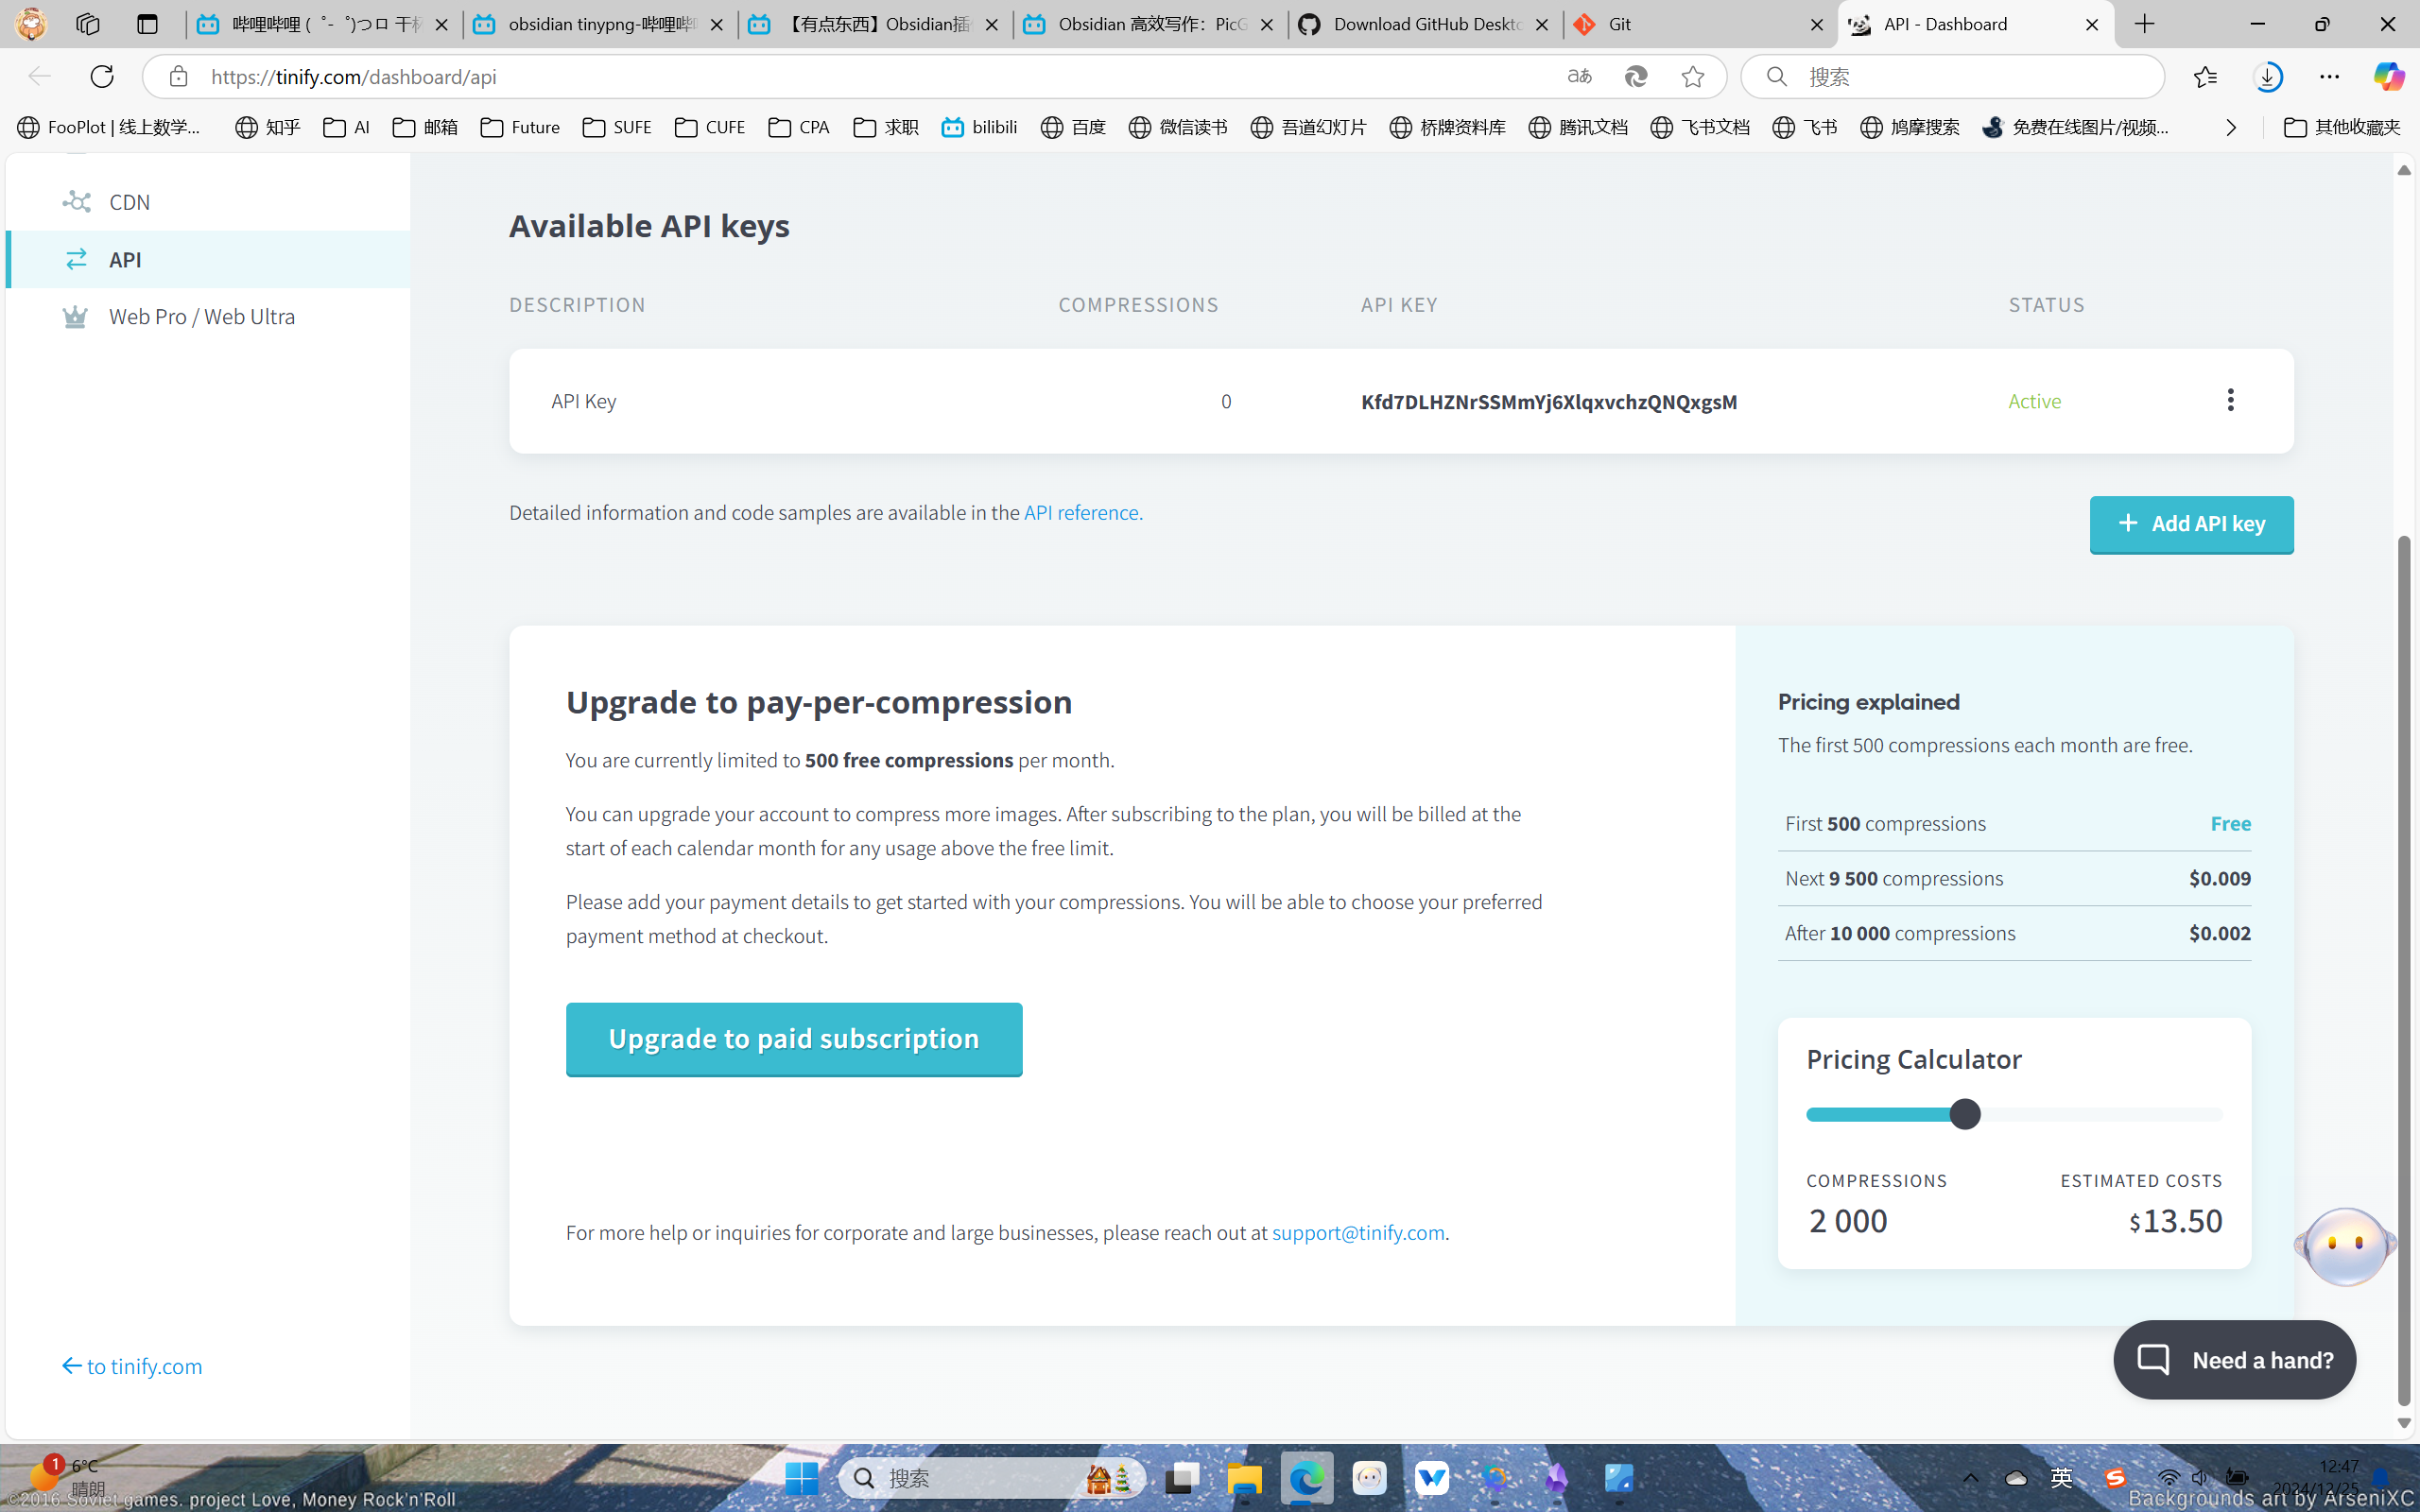 哔哩哔哩 ( ゜- ゜)つロ 干杯
obsidian tinypng-哔哩哔哩
【有点东西】Obsidian插件
Obsidian 高效写作：PicG
Download GitHub Deskto
Git
API - Dashboard
https://tinify.com/dashboard/api
搜索
FooPlot | 线上数学...
知乎
AI
邮箱
Future
SUFE
CUFE
CPA
求职
bilibili
百度
微信读书
吾道幻灯片
桥牌资料库
腾讯文档
飞书文档
飞书
鸠摩搜索
免费在线图片/视频...
其他收藏夹
CDN
API
Web Pro / Web Ultra
Available API keys
DESCRIPTION COMPRESSIONS API KEY STATUS
API Key 0 Kfd7DLHZNrSSMmYj6XlqxvchzQNQxgsM Active
Detailed information and code samples are available in the API reference.
+ Add API key
Upgrade to pay-per-compression
You are currently limited to 500 free compressions per month.
You can upgrade your account to compress more images. After subscribing to the plan, you will be billed at the
start of each calendar month for any usage above the free limit.
Please add your payment details to get started with your compressions. You will be able to choose your preferred
payment method at checkout.
Upgrade to paid subscription
For more help or inquiries for corporate and large businesses, please reach out at support@tinify.com.
Pricing explained
The first 500 compressions each month are free.
First 500 compressions Free
Next 9 500 compressions $0.009
After 10 000 compressions $0.002
Pricing Calculator
COMPRESSIONS ESTIMATED COSTS
2 000 $13.50
Need a hand?
← to tinify.com
1
6°C
晴朗
©2016 Soviet games. project Love, Money Rock'n'Roll
搜索
英
12:47
2024/12/25
Backgrounds art by ArseniXC